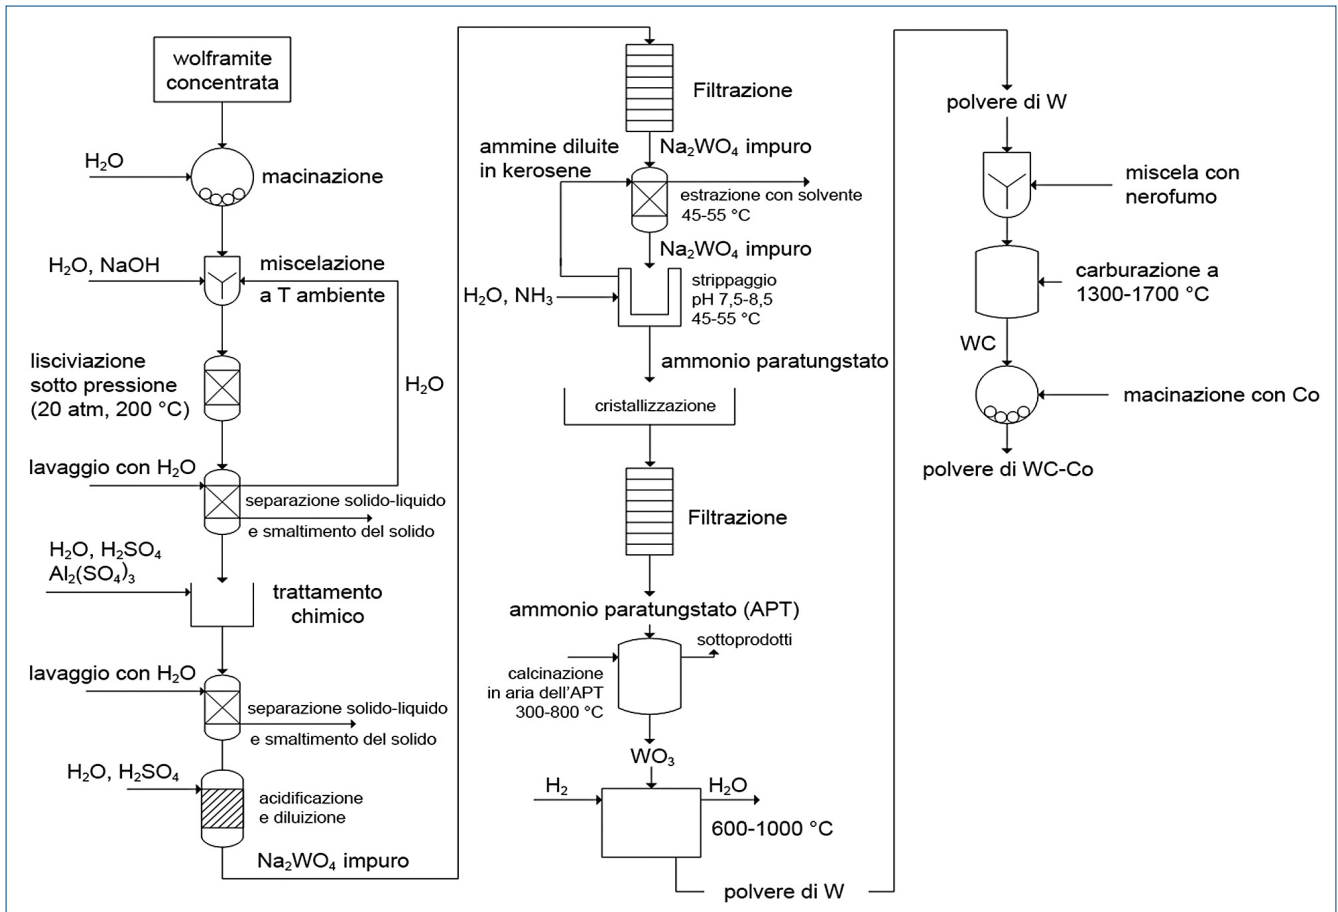 wolframite
concentrata
H₂O
macinazione
H₂O, NaOH
miscelazione
a T ambiente
lisciviazione
sotto pressione
(20 atm, 200 °C)
H₂O
lavaggio con H₂O
separazione solido-liquido
e smaltimento del solido
H₂O, H₂SO₄
Al₂(SO₄)₃
trattamento
chimico
lavaggio con H₂O
separazione solido-liquido
e smaltimento del solido
H₂O, H₂SO₄
acidificazione
e diluizione
Na₂WO₄ impuro
Filtrazione
ammine diluite
in kerosene
Na₂WO₄ impuro
estrazione con solvente
45-55 °C
Na₂WO₄ impuro
H₂O, NH₃
strippaggio
pH 7,5-8,5
45-55 °C
ammonio paratungstato
cristallizzazione
Filtrazione
ammonio paratungstato (APT)
sottoprodotti
calcinazione
in aria dell'APT
300-800 °C
WO₃
H₂
H₂O
600-1000 °C
polvere di W
polvere di W
miscela con
nerofumo
carburazione a
1300-1700 °C
WC
macinazione con Co
polvere di WC-Co